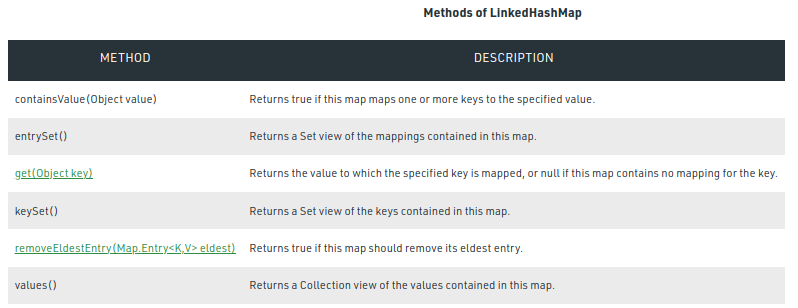 Methods of LinkedHashMap
METHOD DESCRIPTION
containsValue(Object value) Returns true if this map maps one or more keys to the specified value.
entrySet() Returns a Set view of the mappings contained in this map.
get(Object key) Returns the value to which the specified key is mapped, or null if this map contains no mapping for the key.
keySet() Returns a Set view of the keys contained in this map.
removeEldestEntry(Map.Entry<K,V> eldest) Returns true if this map should remove its eldest entry.
values() Returns a Collection view of the values contained in this map.